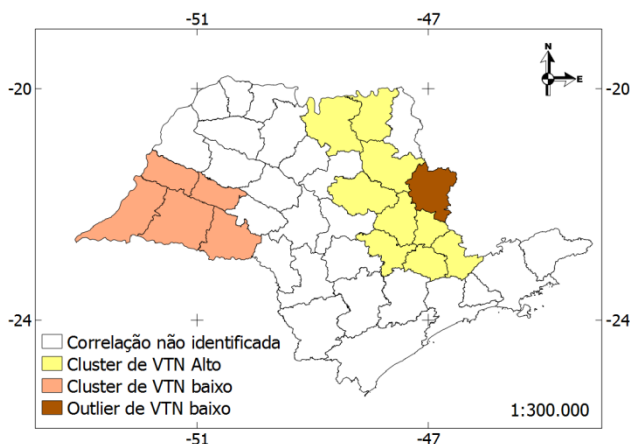 -51 -47
N
E
-20 -20
-24 -24
Correlação não identificada
Cluster de VTN Alto
Cluster de VTN baixo
Outlier de VTN baixo
1:300.000
-51 -47